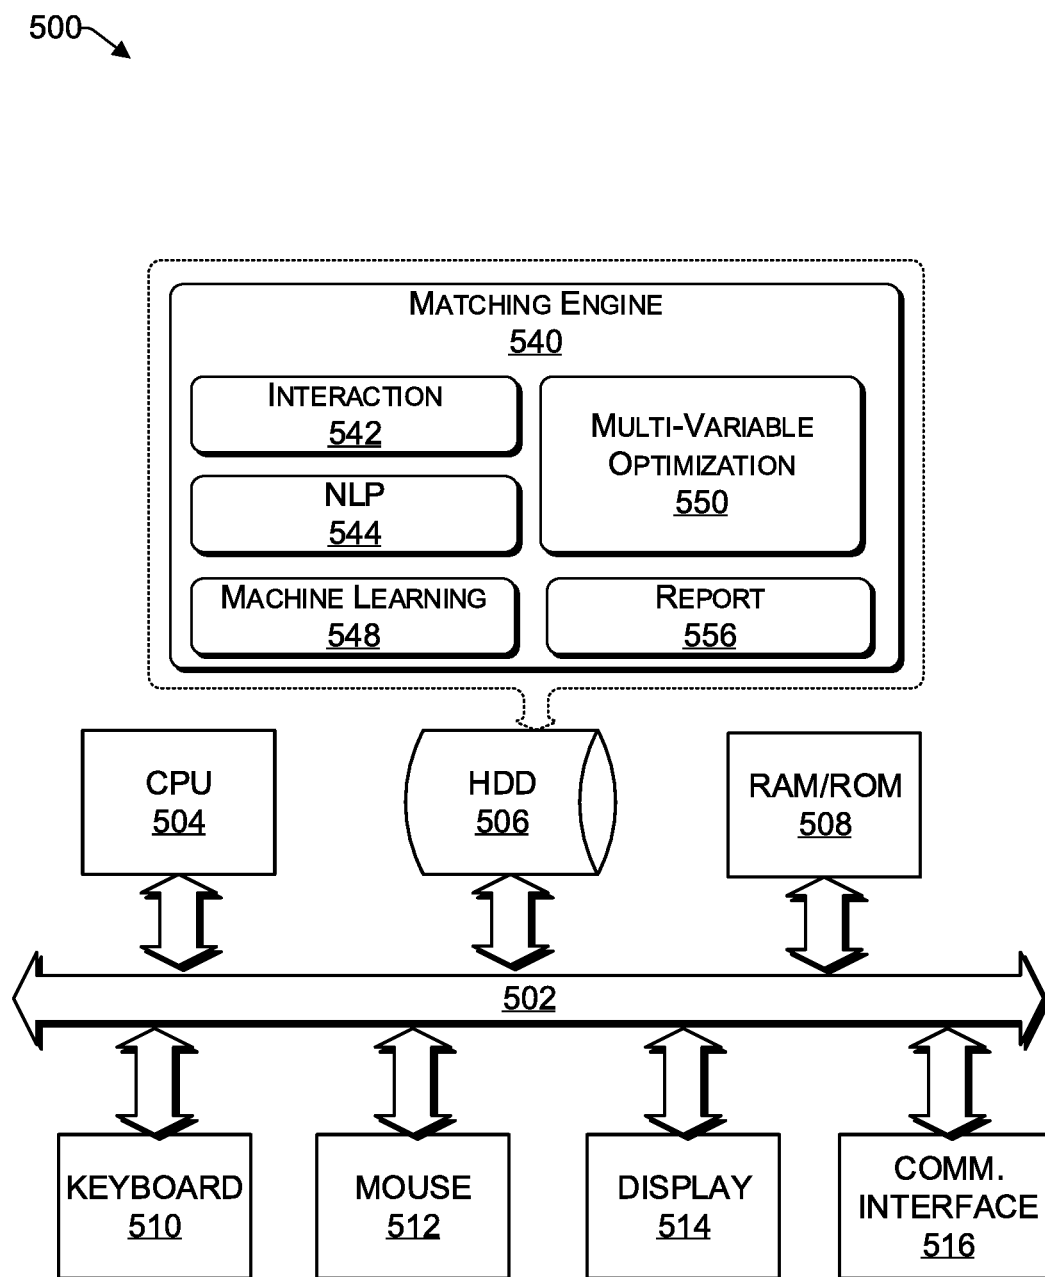 500
MATCHING ENGINE
540
INTERACTION
542
MULTI-VARIABLE
OPTIMIZATION
550
NLP
544
MACHINE LEARNING
548
REPORT
556
CPU
504
HDD
506
RAM/ROM
508
502
KEYBOARD
510
MOUSE
512
DISPLAY
514
COMM.
INTERFACE
516